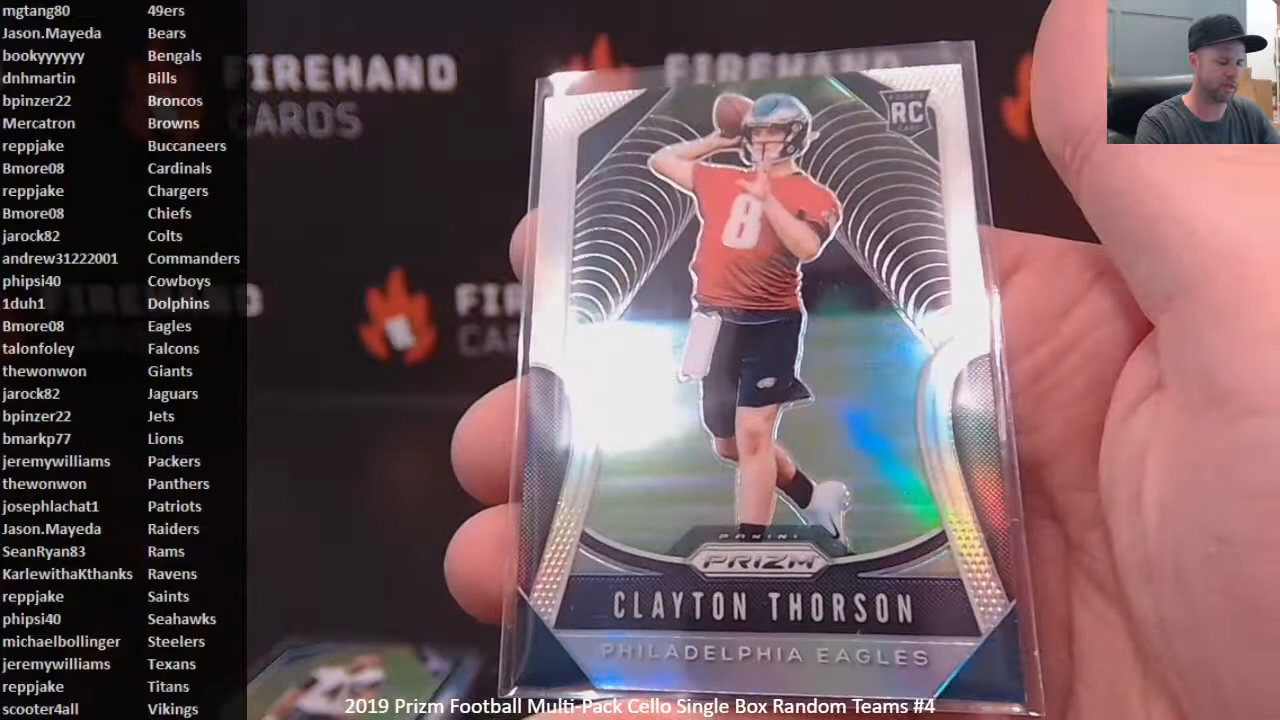 mgtang80 49ers
Jason.Mayeda Bears
bookyyyyyy Bengals
dnhmartin Bills
bpinzer22 Broncos
Mercatron Browns
reppjake Buccaneers
Bmore08 Cardinals
reppjake Chargers
Bmore08 Chiefs
jarock82 Colts
andrew31222001 Commanders
phipsi40 Cowboys
1duh1 Dolphins
Bmore08 Eagles
talonfoley Falcons
thewonwon Giants
jarock82 Jaguars
bpinzer22 Jets
bmarkp77 Lions
jeremywilliams Packers
thewonwon Panthers
josephlachat1 Patriots
Jason.Mayeda Raiders
SeanRyan83 Rams
KarlewithaKthanks Ravens
reppjake Saints
phipsi40 Seahawks
michaelbollinger Steelers
jeremywilliams Texans
reppjake Titans
scooter4all Vikings
FIREHAND
CARDS
FIREHAND
FIR
CAR
RC
8
PANINI
PRIZM
CLAYTON THORSON
PHILADELPHIA EAGLES
2019 Prizm Football Multi-Pack Cello Single Box Random Teams #4